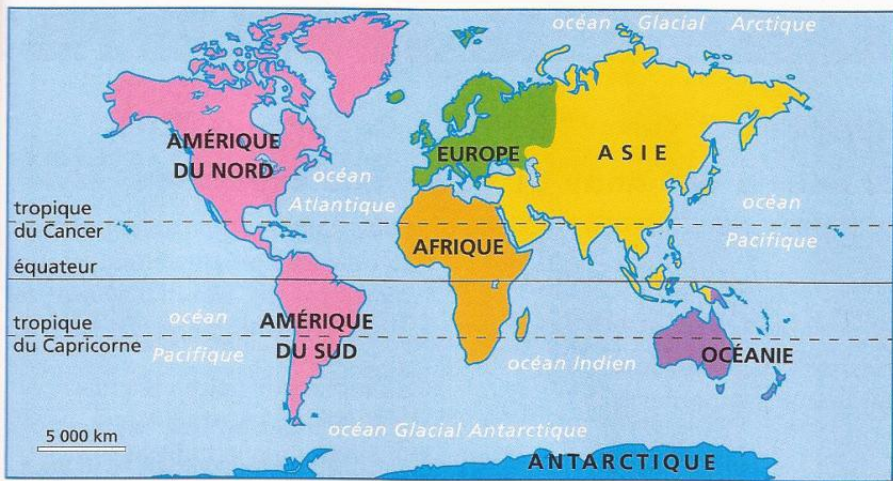 océan Glacial Arctique
AMÉRIQUE
DU NORD
EUROPE
ASIE
océan
Atlantique
océan
Pacifique
tropique
du Cancer
AFRIQUE
équateur
océan
Pacifique
tropique
du Capricorne
AMÉRIQUE
DU SUD
océan Indien
OCÉANIE
océan Glacial Antarctique
5 000 km
ANTARCTIQUE